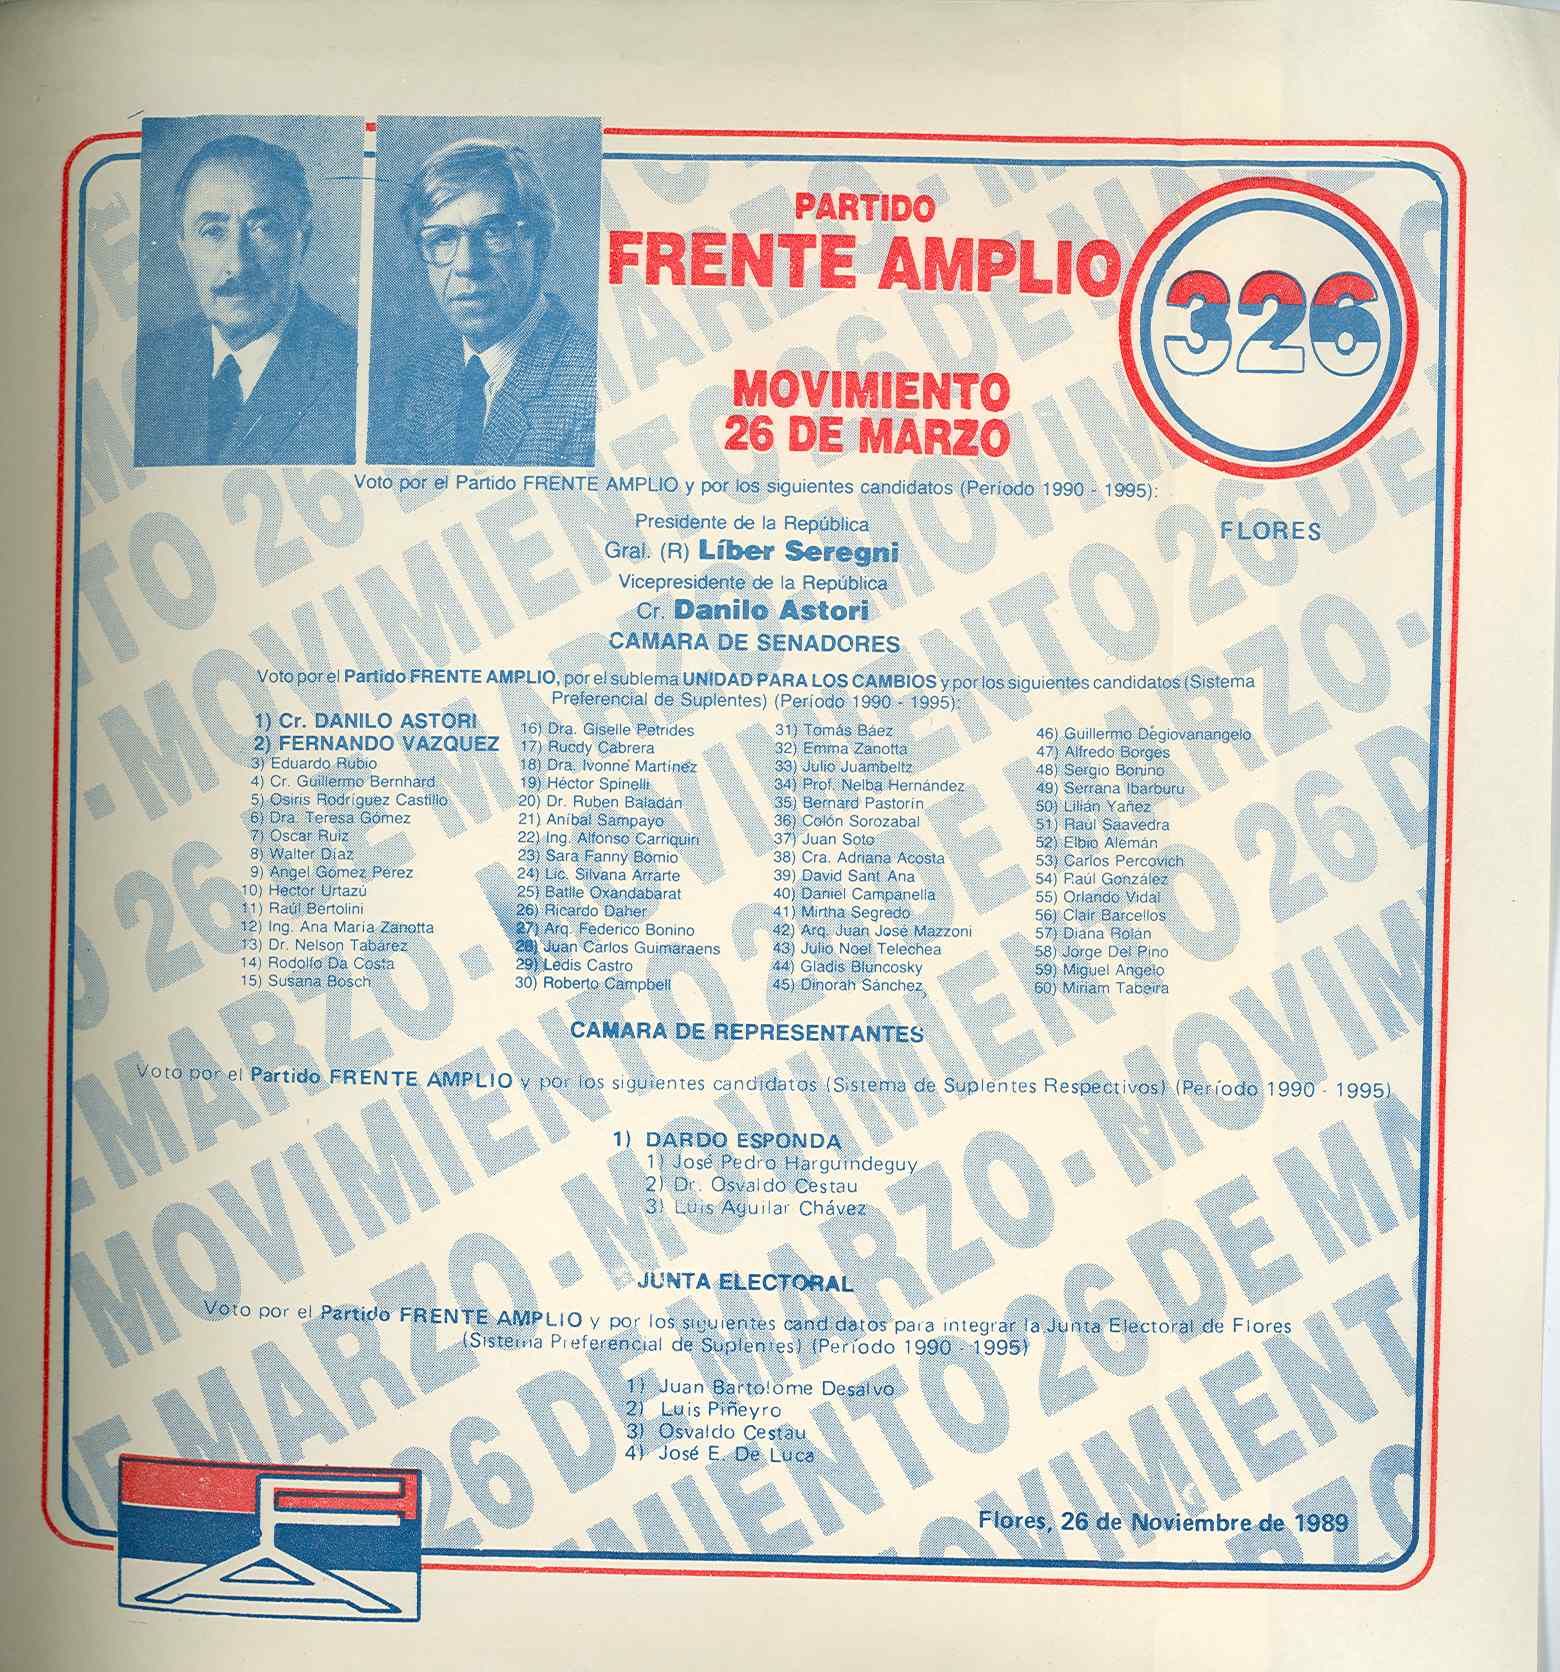 PARTIDO
FRENTE AMPLIO
326
MOVIMIENTO
26 DE MARZO
Voto por el Partido FRENTE AMPLIO y por los siguientes candidatos (Período 1990 - 1995):
FLORES
Presidente de la República
Gral. (R) Líber Seregni
Vicepresidente de la República
Cr. Danilo Astori
CAMARA DE SENADORES
Voto por el Partido FRENTE AMPLIO, por el sublema UNIDAD PARA LOS CAMBIOS y por los siguientes candidatos (Sistema
Preferencial de Suplentes) (Período 1990 - 1995):
1) Cr. DANILO ASTORI
2) FERNANDO VAZQUEZ
3) Eduardo Rubio
4) Cr. Guillermo Bernhard
5) Osiris Rodríguez Castillo
6) Dra. Teresa Gómez
7) Oscar Ruiz
8) Walter Díaz
9) Angel Gómez Pérez
10) Hector Urtazú
11) Raúl Bertolini
12) Ing. Ana María Zanotta
13) Dr. Nelson Tabárez
14) Rodolfo Da Costa
15) Susana Bosch
16) Dra. Giselle Petrides
17) Rucdy Cabrera
18) Dra. Ivonne Martínez
19) Héctor Spinelli
20) Dr. Ruben Baladán
21) Aníbal Sampayo
22) Ing. Alfonso Carriquiri
23) Sara Fanny Bomio
24) Lic. Silvana Arrarte
25) Batlle Oxandabarat
26) Ricardo Daher
27) Arq. Federico Bonino
28) Juan Carlos Guimaraens
29) Ledis Castro
30) Roberto Campbell
31) Tomás Báez
32) Emma Zanotta
33) Julio Juambeltz
34) Prof. Nelba Hernández
35) Bernard Pastorín
36) Colón Sorozabal
37) Juan Soto
38) Cra. Adriana Acosta
39) David Sant Ana
40) Daniel Campanella
41) Mirtha Segredo
42) Arq. Juan José Mazzoni
43) Julio Noel Telechea
44) Gladis Bluncosky
45) Dinorah Sánchez
46) Guillermo Degiovanangelo
47) Alfredo Borges
48) Sergio Bonino
49) Serrana Ibarburu
50) Lilián Yañez
51) Raúl Saavedra
52) Elbio Alemán
53) Carlos Percovich
54) Raúl González
55) Orlando Vidal
56) Clair Barcellos
57) Diana Rolán
58) Jorge Del Pino
59) Miguel Angelo
60) Miriam Tabeira
CAMARA DE REPRESENTANTES
Voto por el Partido FRENTE AMPLIO y por los siguientes candidatos (Sistema de Suplentes Respectivos) (Período 1990 - 1995)
1) DARDO ESPONDA
1) José Pedro Harguindeguy
2) Dr. Osvaldo Cestau
3) Luis Aguilar Chávez
JUNTA ELECTORAL
Voto por el Partido FRENTE AMPLIO y por los siguientes candidatos para integrar la Junta Electoral de Flores
(Sistema Preferencial de Suplentes) (Período 1990 - 1995)
1) Juan Bartolome Desalvo
2) Luis Piñeyro
3) Osvaldo Cestau
4) José E. De Luca
FA
Flores, 26 de Noviembre de 1989